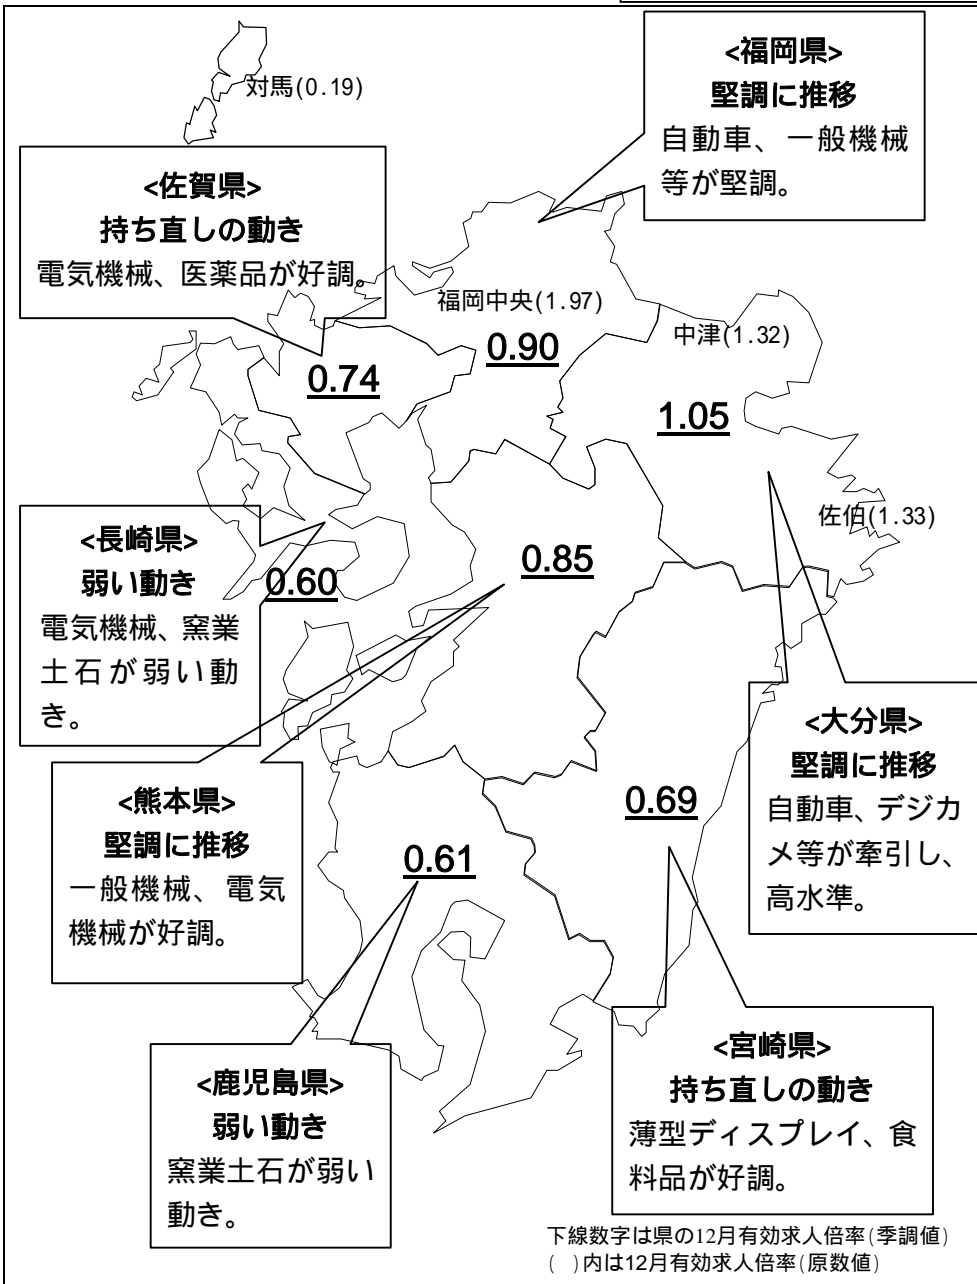 対馬(0.19)
<福岡県>
堅調に推移
自動車、一般機械
等が堅調。
<佐賀県>
持ち直しの動き
電気機械、医薬品が好調。
福岡中央(1.97)
0.90
中津(1.32)
0.74
1.05
佐伯(1.33)
<長崎県>
弱い動き
電気機械、窯業
土石が弱い動
き。
0.60
0.85
<大分県>
堅調に推移
自動車、デジカ
メ等が牽引し、
高水準。
<熊本県>
堅調に推移
一般機械、電気
機械が好調。
0.69
0.61
<宮崎県>
持ち直しの動き
薄型ディスプレイ、食
料品が好調。
<鹿児島県>
弱い動き
窯業土石が弱い
動き。
下線数字は県の12月有効求人倍率(季調値)
( )内は12月有効求人倍率(原数値)